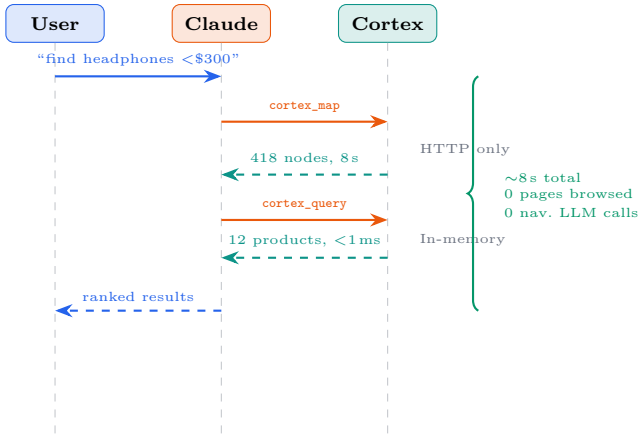 User
Claude
Cortex
“find headphones <$300”
cortex_map
HTTP only
418 nodes, 8 s
~8 s total
0 pages browsed
0 nav. LLM calls
cortex_query
12 products, <1 ms
In-memory
ranked results